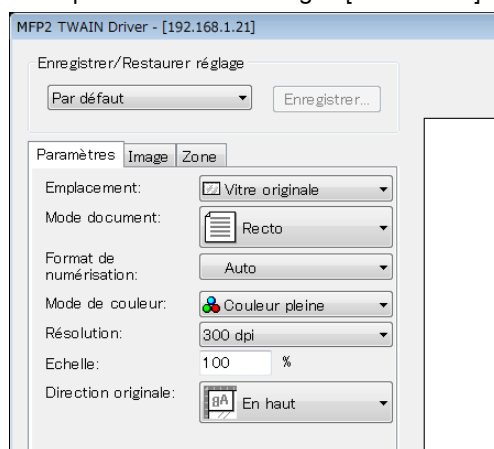 MFP2 TWAIN Driver - [192.168.1.21]
Enregistrer/Restaurer réglage
Par défaut Enregistrer...
Paramètres Image Zone
Emplacement: Vitre originale
Mode document: Recto
Format de
numérisation: Auto
Mode de couleur: Couleur pleine
Résolution: 300 dpi
Echelle: 100 %
Direction originale: En haut